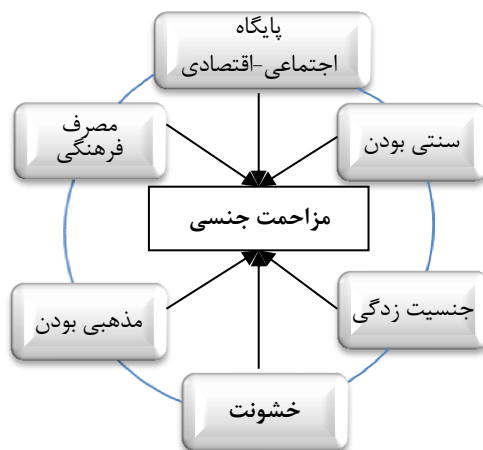 پایگاه
اجتماعی-اقتصادی
سنتی بودن
مصرف
فرهنگی
مزاحمت جنسی
جنسیت زدگی
مذهبی بودن
خشونت